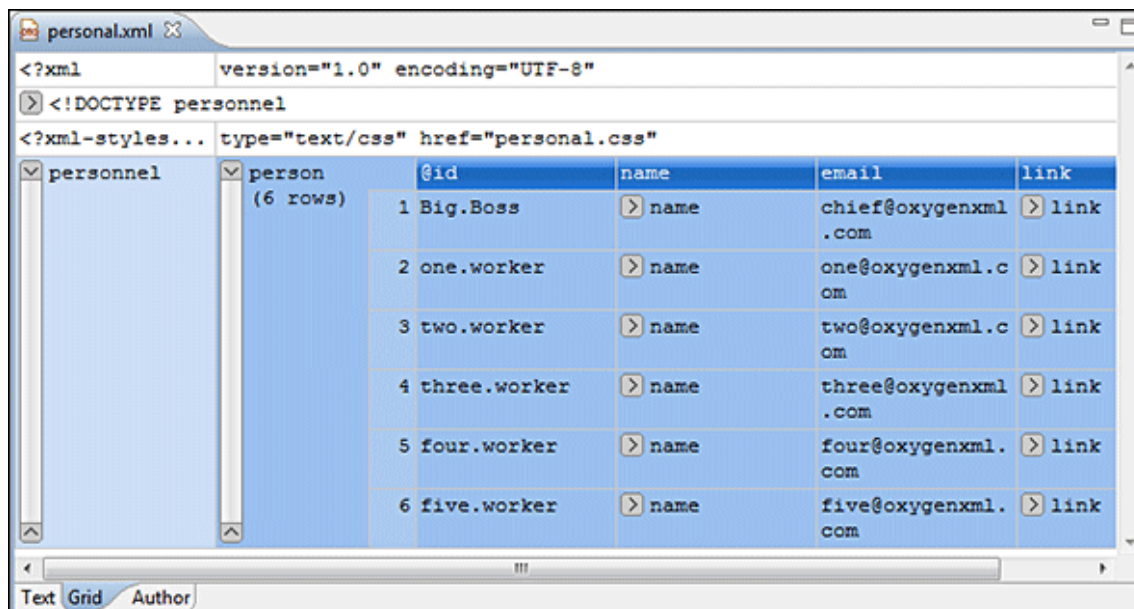 personal.xml
<?xml version="1.0" encoding="UTF-8"
<!DOCTYPE personnel
<?xml-styles... type="text/css" href="personal.css"
personnel person @id name email link
(6 rows)
1 Big.Boss name chief@oxygenxml link
.com
2 one.worker name one@oxygenxml.c link
om
3 two.worker name two@oxygenxml.c link
om
4 three.worker name three@oxygenxml link
.com
5 four.worker name four@oxygenxml. link
com
6 five.worker name five@oxygenxml. link
com
Text Grid Author